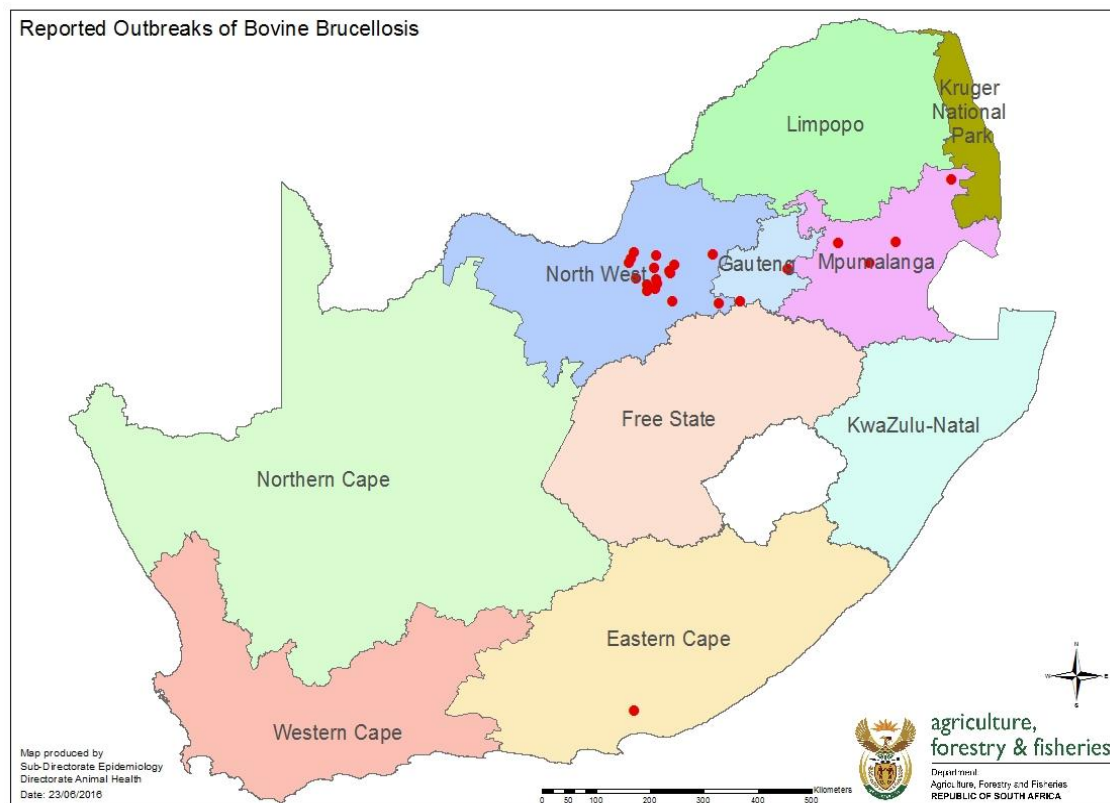 Reported Outbreaks of Bovine Brucellosis
Kruger
National
Park
Limpopo
North West
Gauteng
Mpumalanga
Free State
KwaZulu-Natal
Northern Cape
Eastern Cape
Western Cape
N
W
E
S
Map produced by
Sub-Directorate Epidemiology
Directorate Animal Health
Date: 23/06/2016
Kilometers
0 50 100 200 300 400 500
agriculture,
forestry & fisheries
Department:
Agriculture, Forestry and Fisheries
REPUBLIC OF SOUTH AFRICA